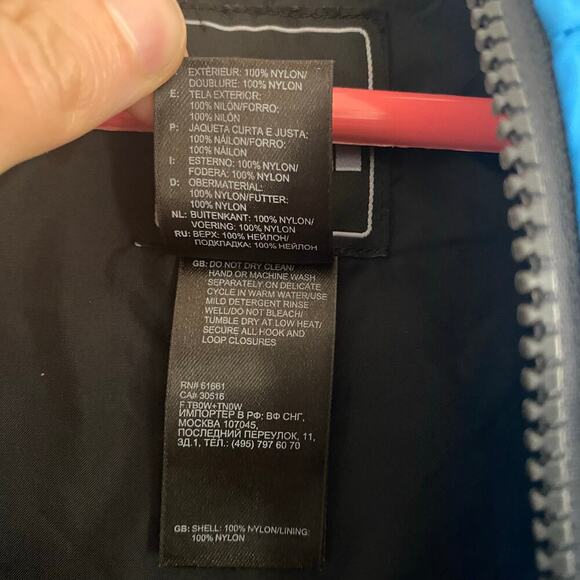 EXTÉRIEUR: 100% NYLON/
DOUBLURE: 100% NYLON
E: TELA EXTERIOR:
100% NILÓN/FORRO:
100% NILÓN
P: JAQUETA CURTA E JUSTA:
100% NÁILON/FORRO:
100% NÁILON
I: ESTERNO: 100% NYLON/
FODERA: 100% NYLON
D: OBERMATERIAL:
100% NYLON/FUTTER:
100% NYLON
NL: BUITENKANT: 100% NYLON/
VOERING: 100% NYLON
RU: ВЕРХ: 100% НЕЙЛОН/
ПОДКЛАДКА: 100% НЕЙЛОН
GB: DO NOT DRY CLEAN/
HAND OR MACHINE WASH
SEPARATELY ON DELICATE
CYCLE IN WARM WATER/USE
MILD DETERGENT RINSE
WELL/DO NOT BLEACH/
TUMBLE DRY AT LOW HEAT/
SECURE ALL HOOK AND
LOOP CLOSURES
RN# 61661
CA# 30516
F TB0W+TN0W
ИМПОРТЕР В РФ: ВФ СНГ,
МОСКВА 107045,
ПОСЛЕДНИЙ ПЕРЕУЛОК, 11,
ЗД.1, ТЕЛ.: (495) 797 60 70
GB: SHELL: 100% NYLON/LINING:
100% NYLON